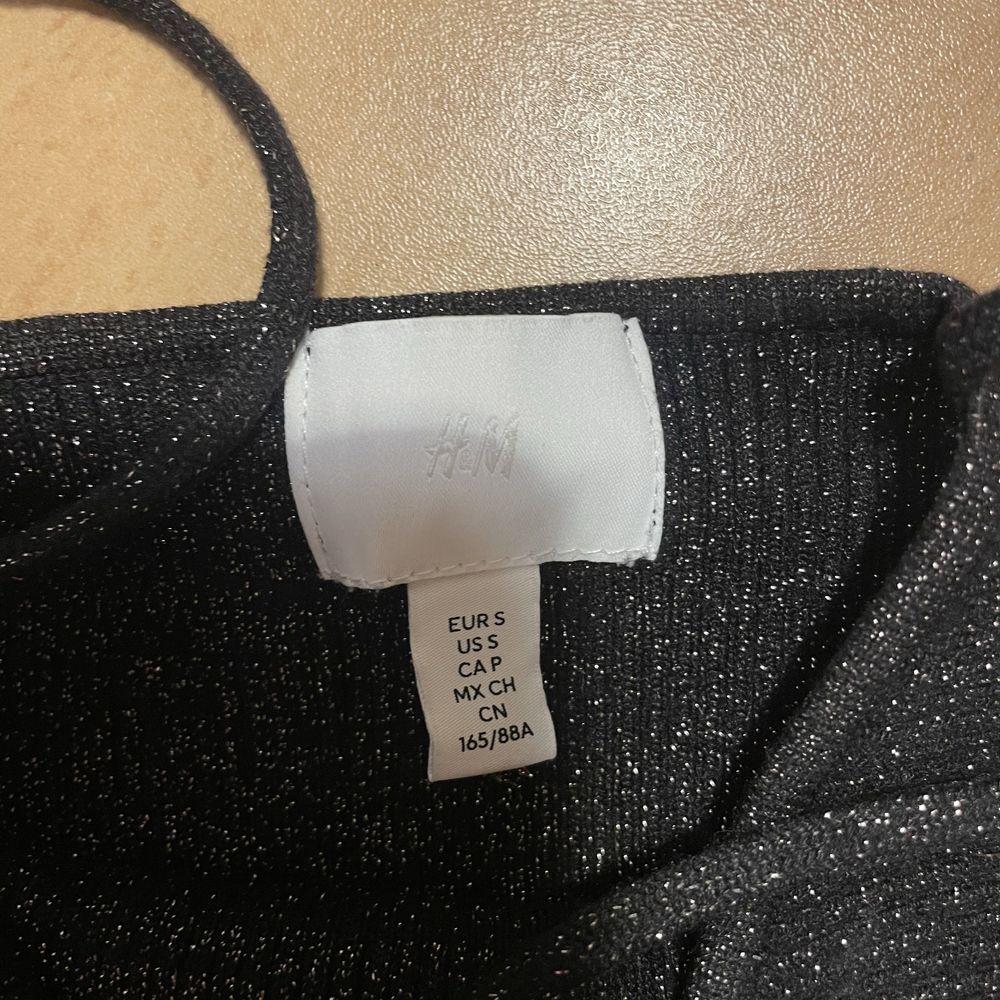 H&M
EUR S
US S
CA P
MX CH
CN
165/88A